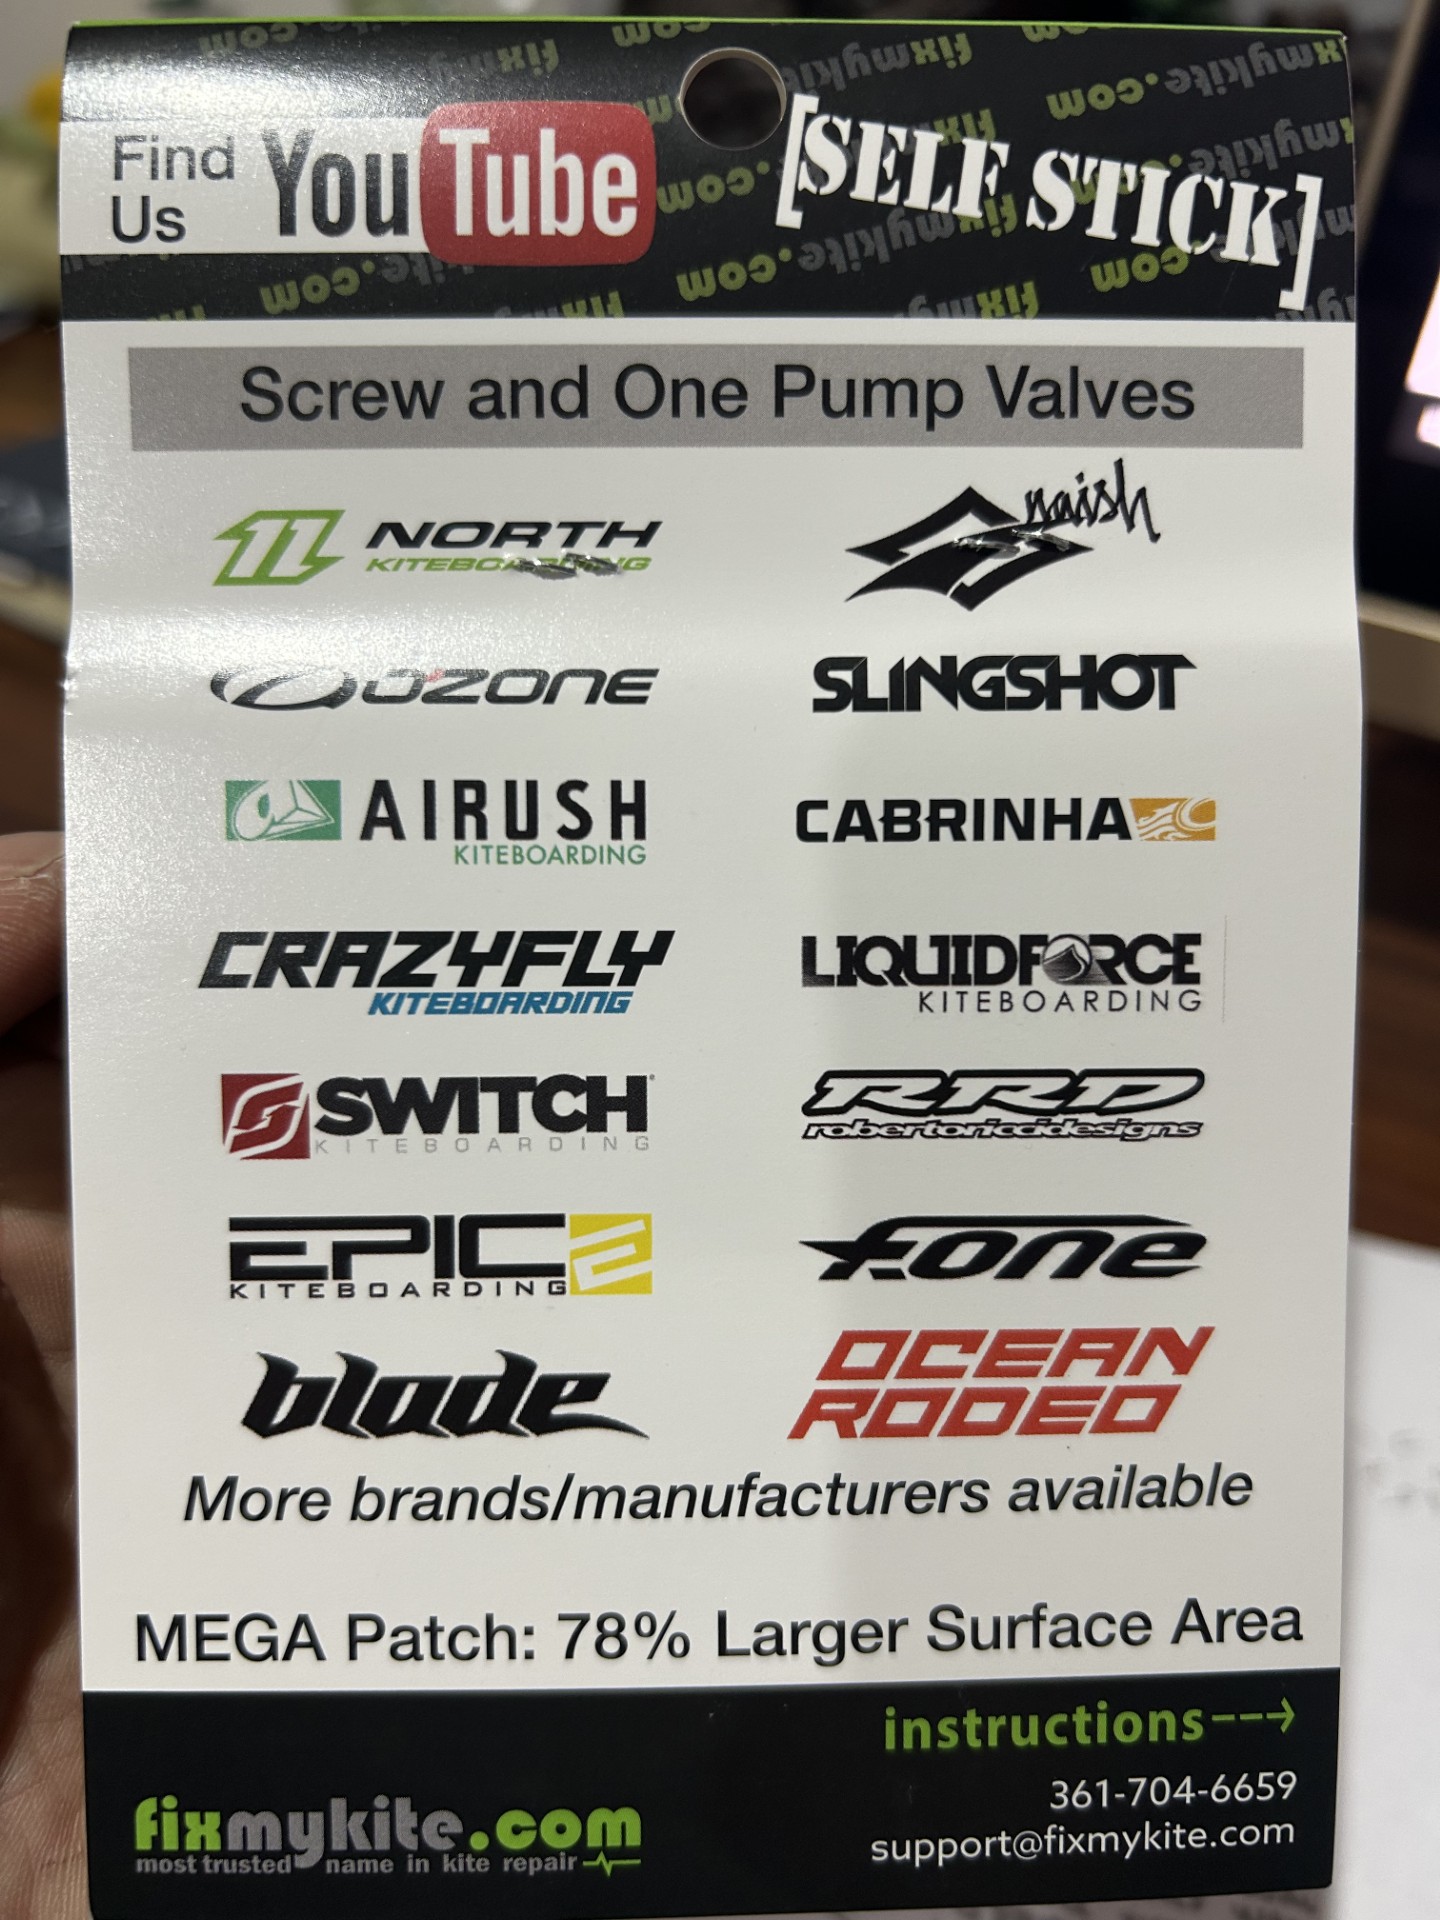 Find
Us
YouTube
[SELF STICK]
Screw and One Pump Valves
NORTH
KITEBOARDING
naish
OZONE
SLINGSHOT
AIRUSH
KITEBOARDING
CABRINHA
CRAZYFLY
KITEBOARDING
LIQUIDFORCE
KITEBOARDING
SWITCH
KITEBOARDING
RRD
robertoriccidesigns
EPIC
KITEBOARDING
f-one
blade
OCEAN
RODEO
More brands/manufacturers available
MEGA Patch: 78% Larger Surface Area
instructions--->
361-704-6659
support@fixmykite.com
fixmykite.com
most trusted name in kite repair